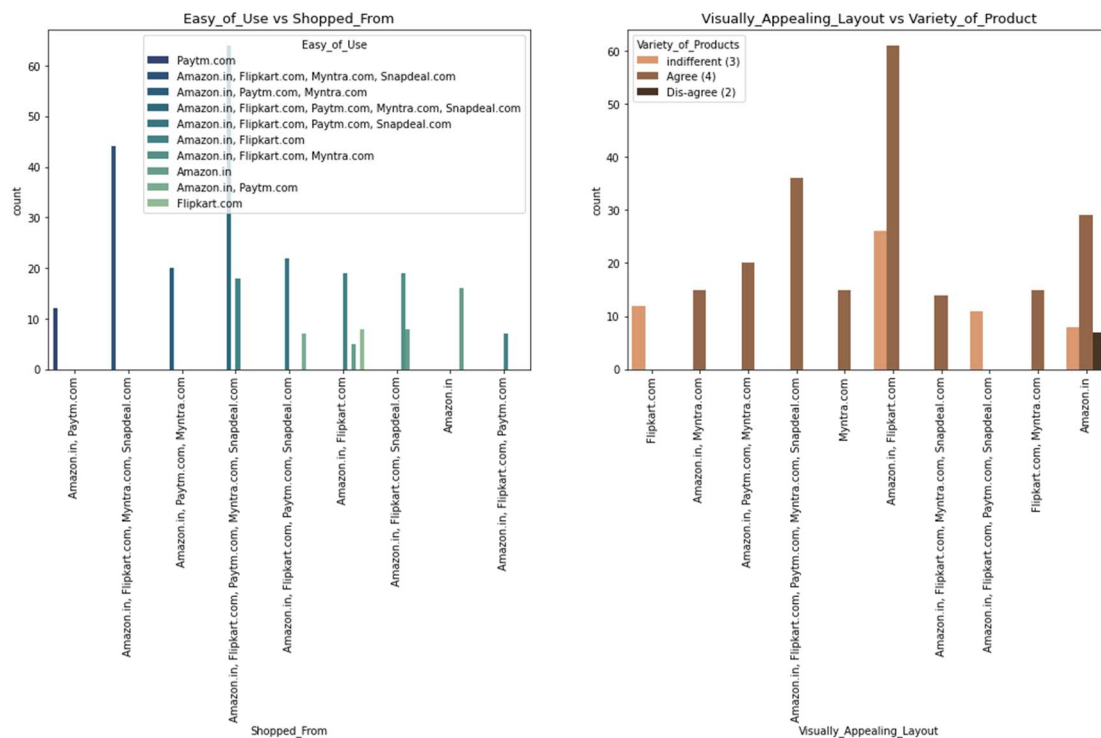 Easy_of_Use vs Shopped_From
Easy_of_Use
Paytm.com
Amazon.in, Flipkart.com, Myntra.com, Snapdeal.com
Amazon.in, Paytm.com, Myntra.com
Amazon.in, Flipkart.com, Paytm.com, Myntra.com, Snapdeal.com
Amazon.in, Flipkart.com, Paytm.com, Snapdeal.com
Amazon.in, Flipkart.com
Amazon.in, Flipkart.com, Myntra.com
Amazon.in
Amazon.in, Paytm.com
Flipkart.com
count
60
50
40
30
20
10
0
Amazon.in, Paytm.com
Amazon.in, Flipkart.com, Myntra.com, Snapdeal.com
Amazon.in, Paytm.com, Myntra.com
Amazon.in, Flipkart.com, Paytm.com, Myntra.com, Snapdeal.com
Amazon.in, Flipkart.com, Paytm.com, Snapdeal.com
Amazon.in, Flipkart.com
Amazon.in, Flipkart.com, Snapdeal.com
Amazon.in
Amazon.in, Flipkart.com, Paytm.com
Shopped_From
Visually_Appealing_Layout vs Variety_of_Product
Variety_of_Products
indifferent (3)
Agree (4)
Dis-agree (2)
count
60
50
40
30
20
10
0
Flipkart.com
Amazon.in, Myntra.com
Amazon.in, Paytm.com, Myntra.com
Amazon.in, Flipkart.com, Paytm.com, Myntra.com, Snapdeal.com
Myntra.com
Amazon.in, Flipkart.com
Amazon.in, Flipkart.com, Myntra.com, Snapdeal.com
Amazon.in, Flipkart.com, Paytm.com, Snapdeal.com
Flipkart.com, Myntra.com
Amazon.in
Visually_Appealing_Layout